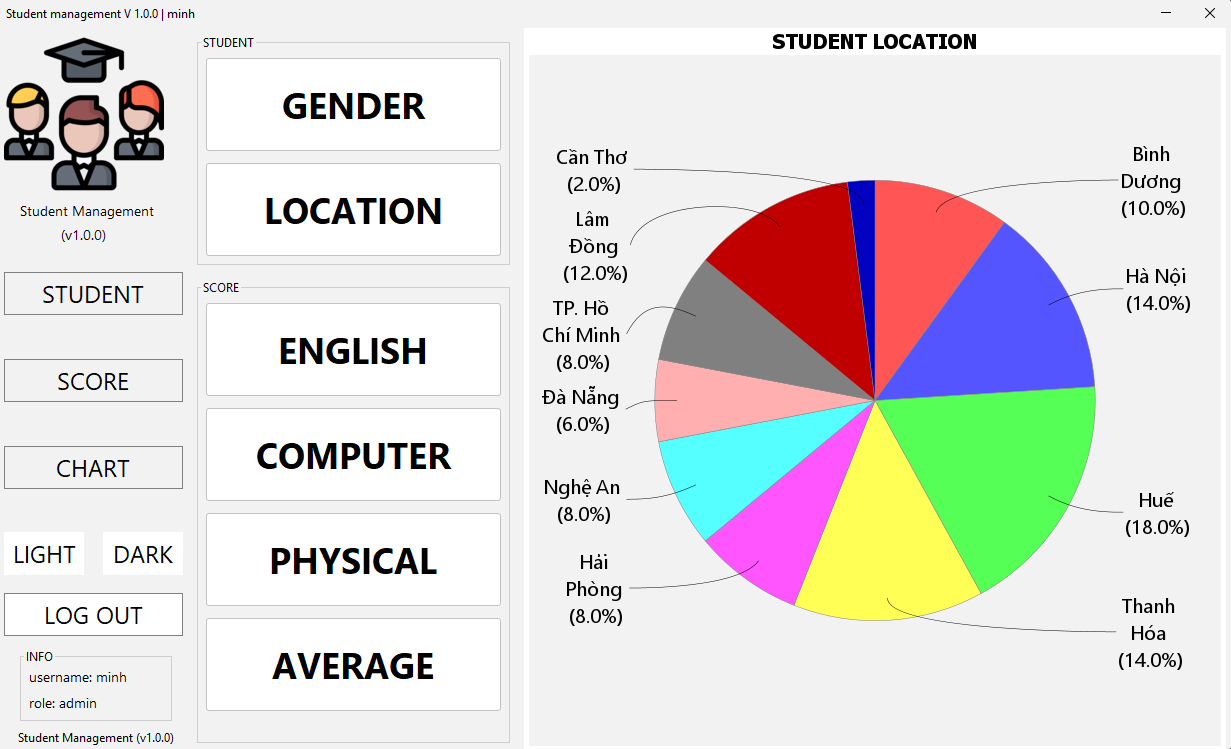 Student management V 1.0.0 | minh
Student Management
(v1.0.0)
STUDENT
SCORE
CHART
LIGHT
DARK
LOG OUT
INFO
username: minh
role: admin
Student Management (v1.0.0)
STUDENT
GENDER
LOCATION
SCORE
ENGLISH
COMPUTER
PHYSICAL
AVERAGE
STUDENT LOCATION
Cần Thơ
(2.0%)
Lâm
Đồng
(12.0%)
TP. Hồ
Chí Minh
(8.0%)
Đà Nẵng
(6.0%)
Nghệ An
(8.0%)
Hải
Phòng
(8.0%)
Bình
Dương
(10.0%)
Hà Nội
(14.0%)
Huế
(18.0%)
Thanh
Hóa
(14.0%)